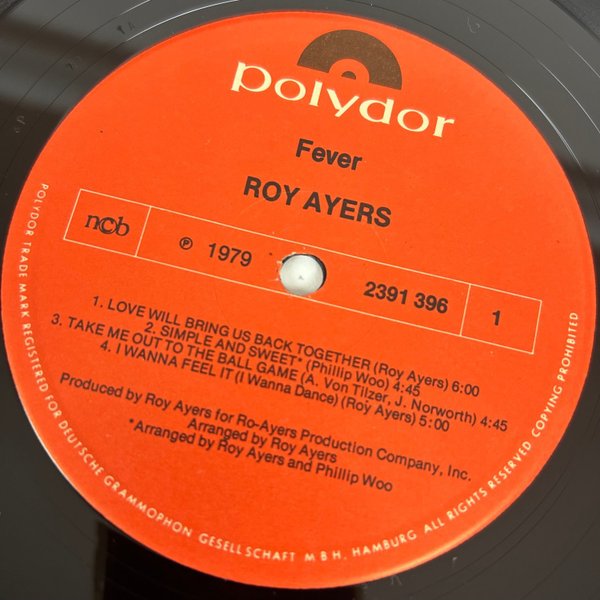 polydor
Fever
ROY AYERS
ncb
℗ 1979
2391 396
1
1. LOVE WILL BRING US BACK TOGETHER (Roy Ayers) 6:00
2. SIMPLE AND SWEET* (Phillip Woo) 4:45
3. TAKE ME OUT TO THE BALL GAME (A. Von Tilzer, J. Norworth) 4:45
4. I WANNA FEEL IT (I Wanna Dance) (Roy Ayers) 5:00
Produced by Roy Ayers for Ro-Ayers Production Company, Inc.
Arranged by Roy Ayers
*Arranged by Roy Ayers and Phillip Woo
POLYDOR TRADE MARK REGISTERED FOR DEUTSCHE GRAMMOPHON GESELLSCHAFT M B H, HAMBURG ALL RIGHTS RESERVED COPYING PROHIBITED